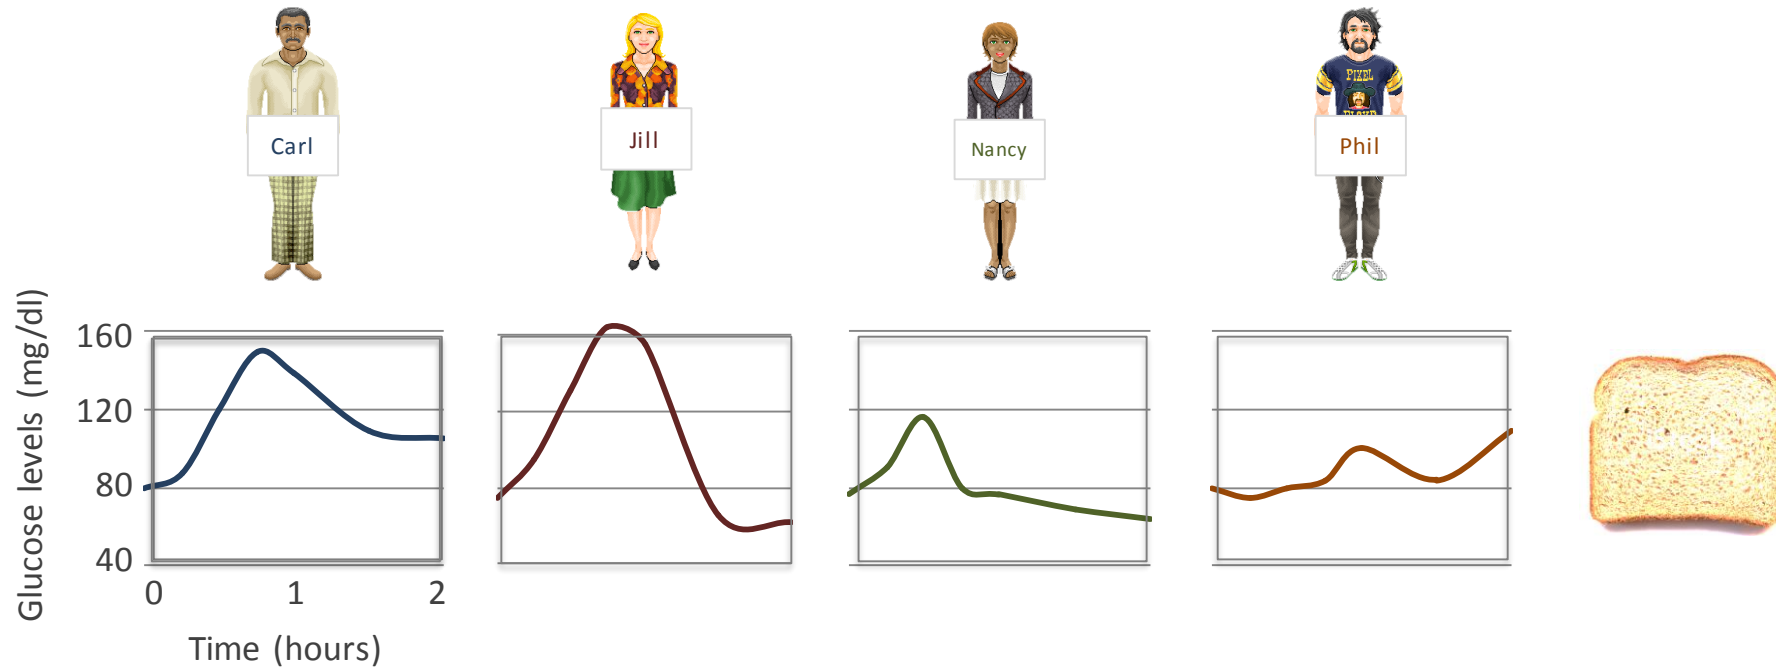 Carl
Jill
Nancy
Phil
PIXEL
Glucose levels (mg/dl)
160
120
80
40
0 1 2
Time (hours)